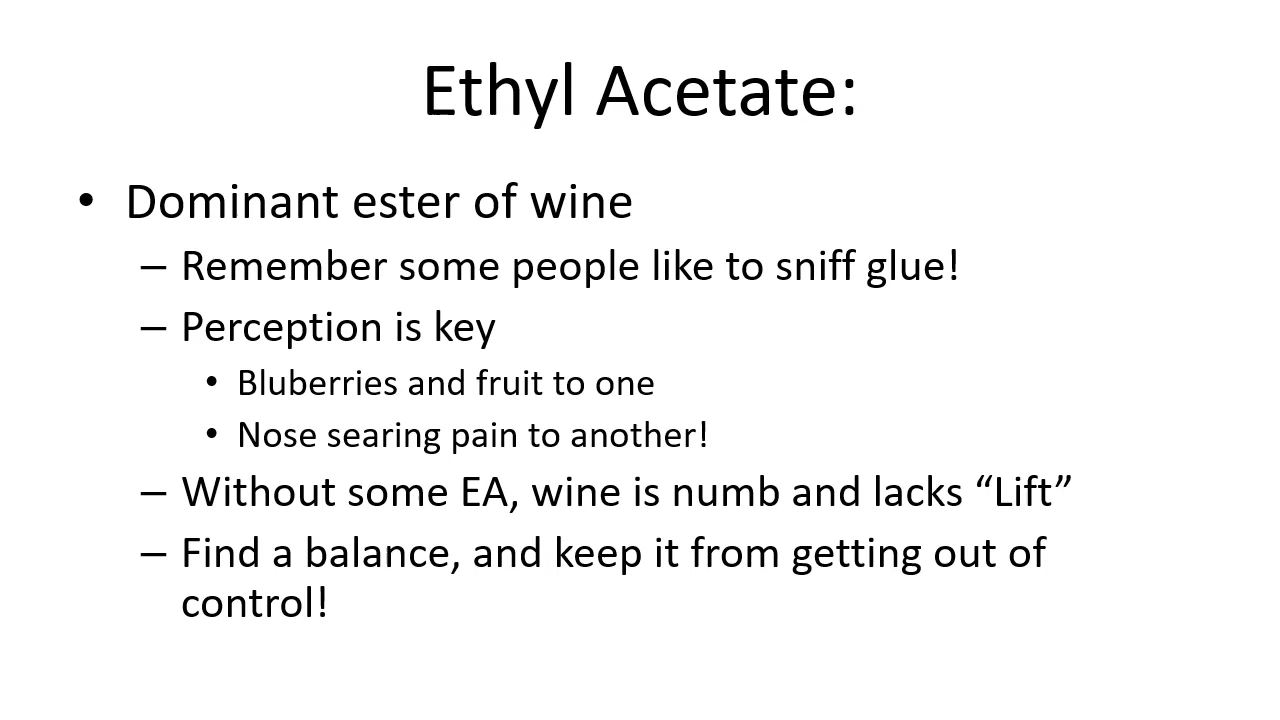 Ethyl Acetate:
• Dominant ester of wine
– Remember some people like to sniff glue!
– Perception is key
• Bluberries and fruit to one
• Nose searing pain to another!
– Without some EA, wine is numb and lacks “Lift”
– Find a balance, and keep it from getting out of
control!